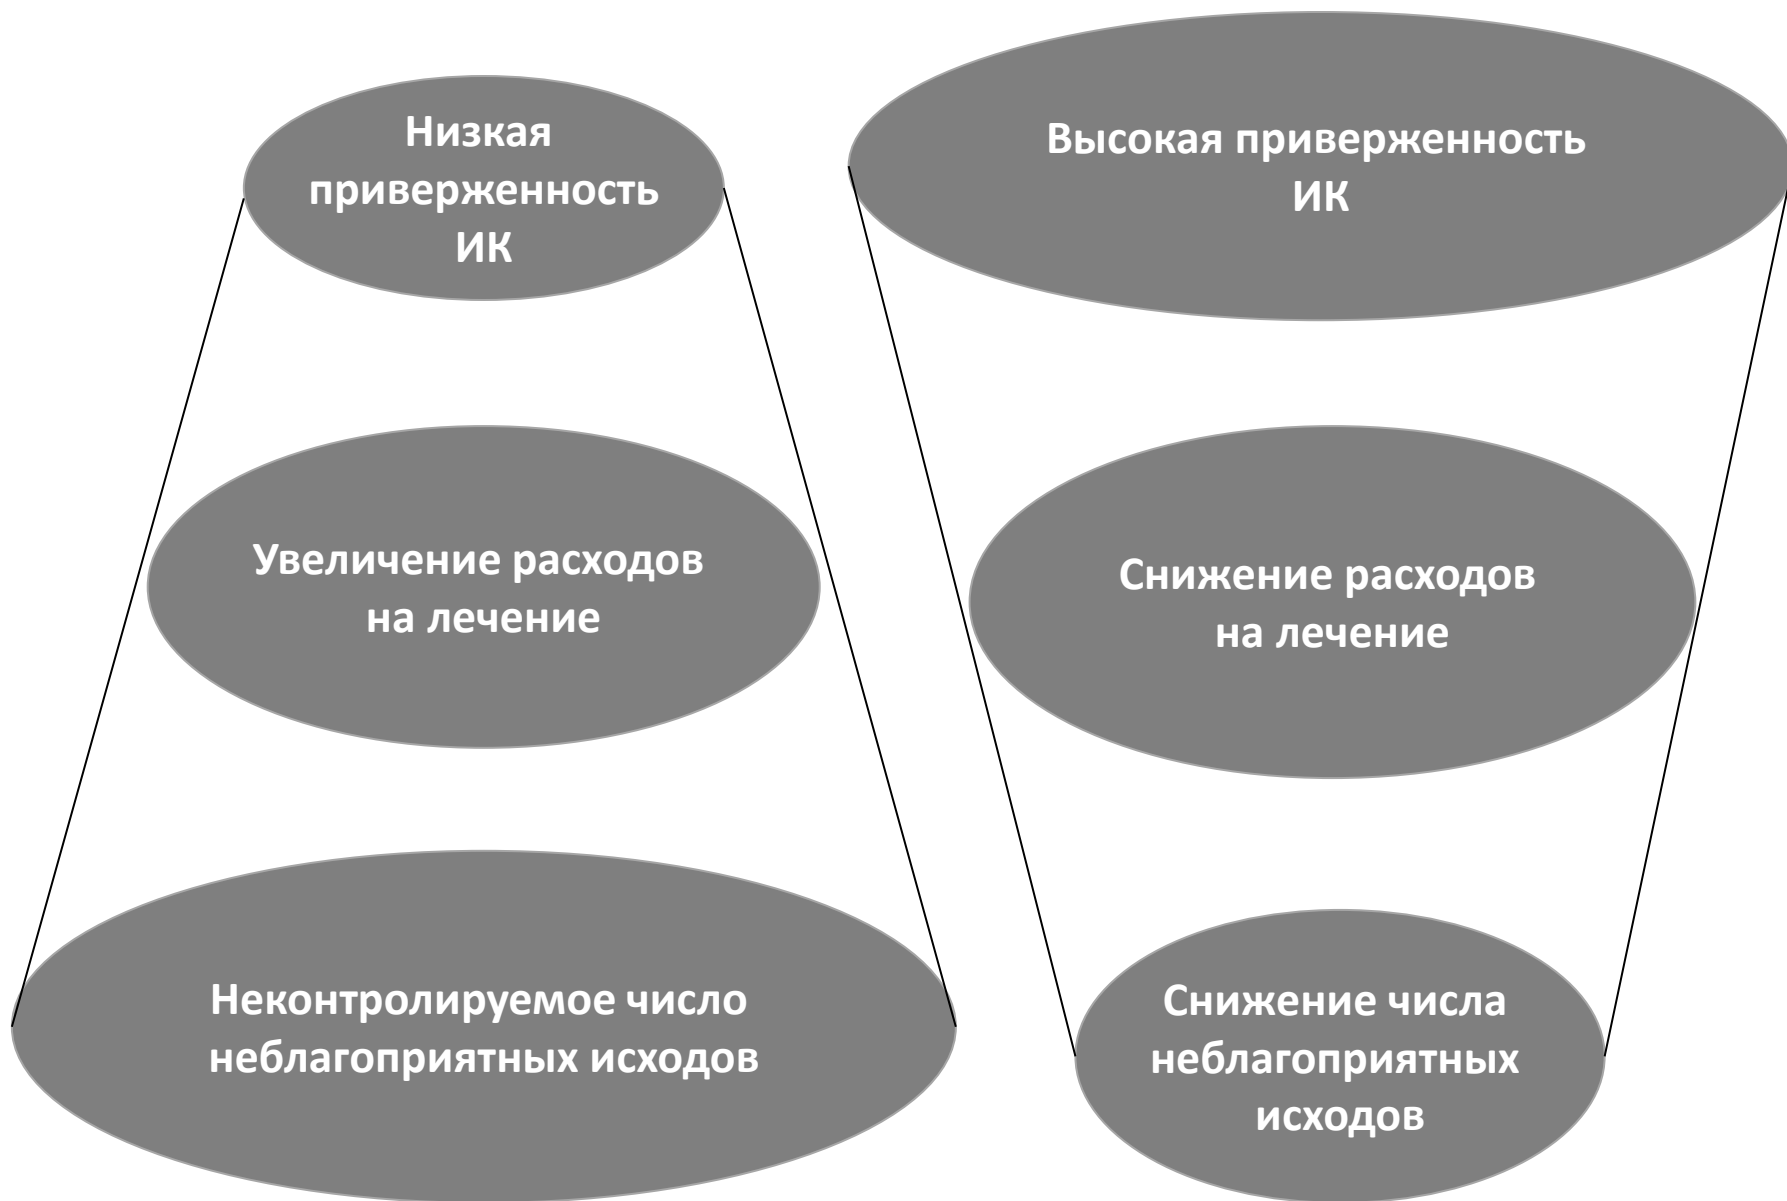 Низкая
приверженность
ИК
Увеличение расходов
на лечение
Неконтролируемое число
неблагоприятных исходов
Высокая приверженность
ИК
Снижение расходов
на лечение
Снижение числа
неблагоприятных
исходов